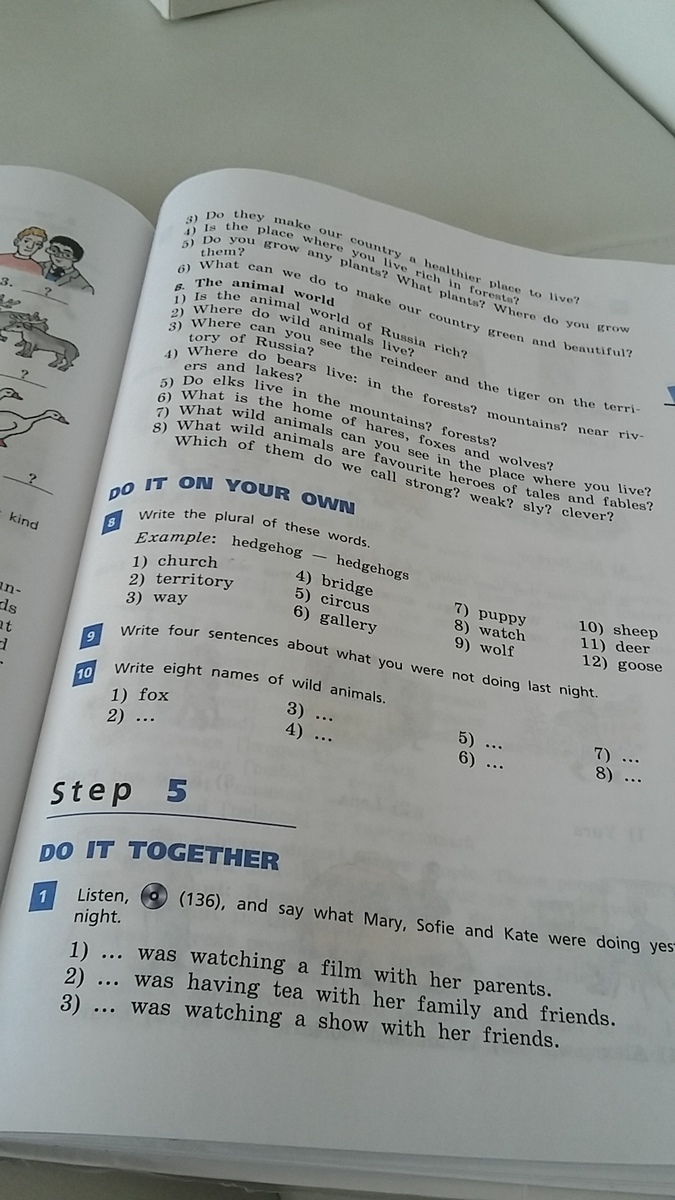 3.
?
?
?
kind
un-
ds
at
d
3) Do they make our country a healthier place to live?
4) Is the place where you live rich in forests?
5) Do you grow any plants? What plants? Where do you grow
them?
6) What can we do to make our country green and beautiful?
в. The animal world
1) Is the animal world of Russia rich?
2) Where do wild animals live?
3) Where can you see the reindeer and the tiger on the terri-
tory of Russia?
4) Where do bears live: in the forests? mountains? near riv-
ers and lakes?
5) Do elks live in the mountains? forests?
6) What is the home of hares, foxes and wolves?
7) What wild animals can you see in the place where you live?
8) What wild animals are favourite heroes of tales and fables?
Which of them do we call strong? weak? sly? clever?
DO IT ON YOUR OWN
8 Write the plural of these words.
Example: hedgehog — hedgehogs
1) church 4) bridge 7) puppy 10) sheep
2) territory 5) circus 8) watch 11) deer
3) way 6) gallery 9) wolf 12) goose
9 Write four sentences about what you were not doing last night.
10 Write eight names of wild animals.
1) fox 3) ... 5) ... 7) ...
2) ... 4) ... 6) ... 8) ...
Step 5
DO IT TOGETHER
1 Listen, (136), and say what Mary, Sofie and Kate were doing yes
night.
1) ... was watching a film with her parents.
2) ... was having tea with her family and friends.
3) ... was watching a show with her friends.